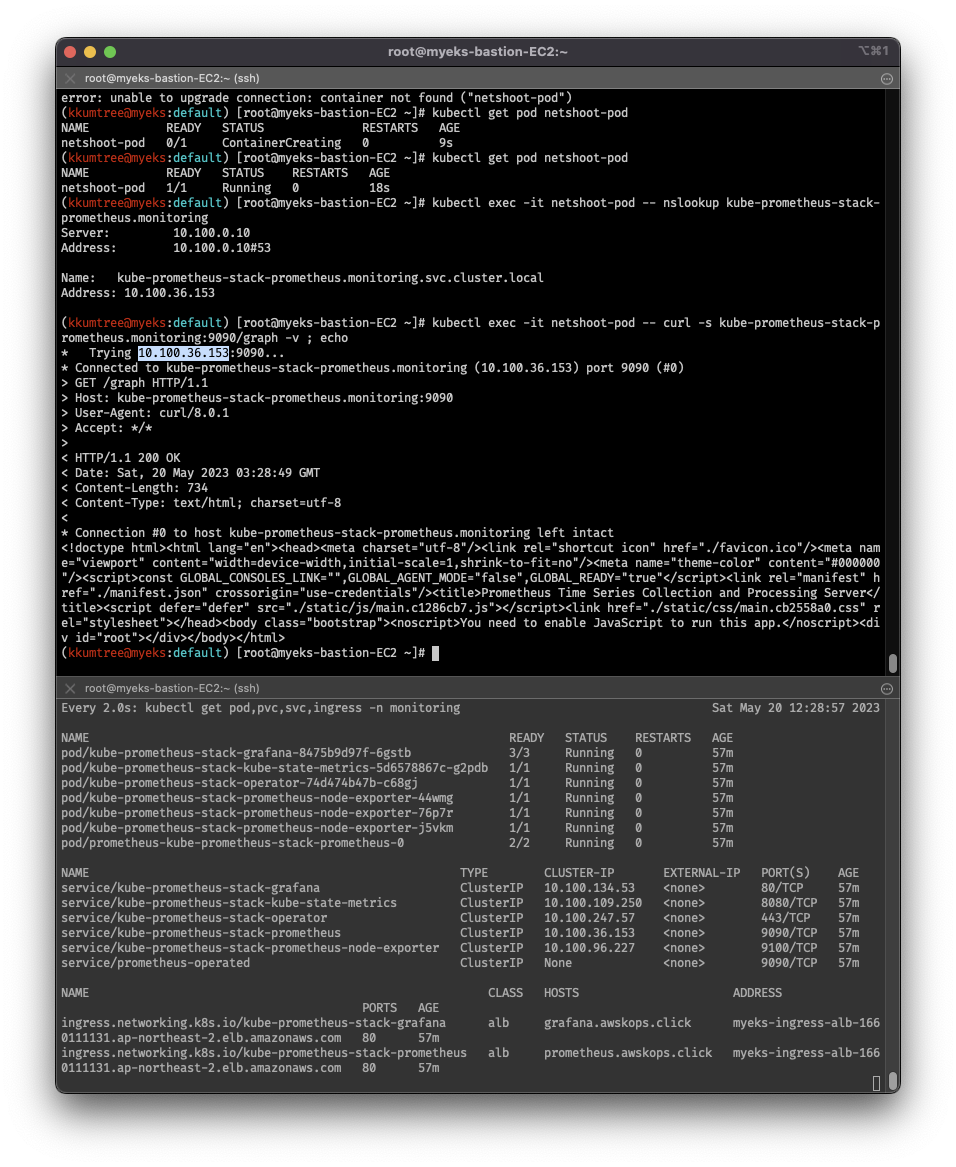 root@myeks-bastion-EC2:~
⌥⌘1
root@myeks-bastion-EC2:~ (ssh)
error: unable to upgrade connection: container not found ("netshoot-pod")
(kkumtree@myeks:default) [root@myeks-bastion-EC2 ~]# kubectl get pod netshoot-pod
NAME           READY   STATUS              RESTARTS   AGE
netshoot-pod   0/1     ContainerCreating   0          9s
(kkumtree@myeks:default) [root@myeks-bastion-EC2 ~]# kubectl get pod netshoot-pod
NAME           READY   STATUS    RESTARTS   AGE
netshoot-pod   1/1     Running   0          18s
(kkumtree@myeks:default) [root@myeks-bastion-EC2 ~]# kubectl exec -it netshoot-pod -- nslookup kube-prometheus-stack-
prometheus.monitoring
Server:         10.100.0.10
Address:        10.100.0.10#53
Name:   kube-prometheus-stack-prometheus.monitoring.svc.cluster.local
Address: 10.100.36.153
(kkumtree@myeks:default) [root@myeks-bastion-EC2 ~]# kubectl exec -it netshoot-pod -- curl -s kube-prometheus-stack-p
rometheus.monitoring:9090/graph -v ; echo
*   Trying 10.100.36.153:9090...
* Connected to kube-prometheus-stack-prometheus.monitoring (10.100.36.153) port 9090 (#0)
> GET /graph HTTP/1.1
> Host: kube-prometheus-stack-prometheus.monitoring:9090
> User-Agent: curl/8.0.1
> Accept: */*
>
< HTTP/1.1 200 OK
< Date: Sat, 20 May 2023 03:28:49 GMT
< Content-Length: 734
< Content-Type: text/html; charset=utf-8
<
* Connection #0 to host kube-prometheus-stack-prometheus.monitoring left intact
<!doctype html><html lang="en"><head><meta charset="utf-8"/><link rel="shortcut icon" href="./favicon.ico"/><meta nam
e="viewport" content="width=device-width,initial-scale=1,shrink-to-fit=no"/><meta name="theme-color" content="#000000
"/><script>const GLOBAL_CONSOLES_LINK="",GLOBAL_AGENT_MODE="false",GLOBAL_READY="true"</script><link rel="manifest" h
ref="./manifest.json" crossorigin="use-credentials"/><title>Prometheus Time Series Collection and Processing Server</
title><script defer="defer" src="./static/js/main.c1286cb7.js"></script><link href="./static/css/main.cb2558a0.css" r
el="stylesheet"></head><body class="bootstrap"><noscript>You need to enable JavaScript to run this app.</noscript><di
v id="root"></div></body></html>
(kkumtree@myeks:default) [root@myeks-bastion-EC2 ~]#
root@myeks-bastion-EC2:~ (ssh)
Every 2.0s: kubectl get pod,pvc,svc,ingress -n monitoring                                    Sat May 20 12:28:57 2023
NAME                                                            READY   STATUS    RESTARTS   AGE
pod/kube-prometheus-stack-grafana-8475b9d97f-6gstb              3/3     Running   0          57m
pod/kube-prometheus-stack-kube-state-metrics-5d6578867c-g2pdb   1/1     Running   0          57m
pod/kube-prometheus-stack-operator-74d474b47b-c68gj             1/1     Running   0          57m
pod/kube-prometheus-stack-prometheus-node-exporter-44wmg        1/1     Running   0          57m
pod/kube-prometheus-stack-prometheus-node-exporter-76p7r        1/1     Running   0          57m
pod/kube-prometheus-stack-prometheus-node-exporter-j5vkm        1/1     Running   0          57m
pod/prometheus-kube-prometheus-stack-prometheus-0               2/2     Running   0          57m
NAME                                                     TYPE        CLUSTER-IP       EXTERNAL-IP   PORT(S)    AGE
service/kube-prometheus-stack-grafana                    ClusterIP   10.100.134.53    <none>        80/TCP     57m
service/kube-prometheus-stack-kube-state-metrics         ClusterIP   10.100.109.250   <none>        8080/TCP   57m
service/kube-prometheus-stack-operator                   ClusterIP   10.100.247.57    <none>        443/TCP    57m
service/kube-prometheus-stack-prometheus                 ClusterIP   10.100.36.153    <none>        9090/TCP   57m
service/kube-prometheus-stack-prometheus-node-exporter   ClusterIP   10.100.96.227    <none>        9100/TCP   57m
service/prometheus-operated                              ClusterIP   None             <none>        9090/TCP   57m
NAME                                                         CLASS   HOSTS                      ADDRESS
                                           PORTS   AGE
ingress.networking.k8s.io/kube-prometheus-stack-grafana      alb     grafana.awskops.click      myeks-ingress-alb-166
0111131.ap-northeast-2.elb.amazonaws.com   80      57m
ingress.networking.k8s.io/kube-prometheus-stack-prometheus   alb     prometheus.awskops.click   myeks-ingress-alb-166
0111131.ap-northeast-2.elb.amazonaws.com   80      57m